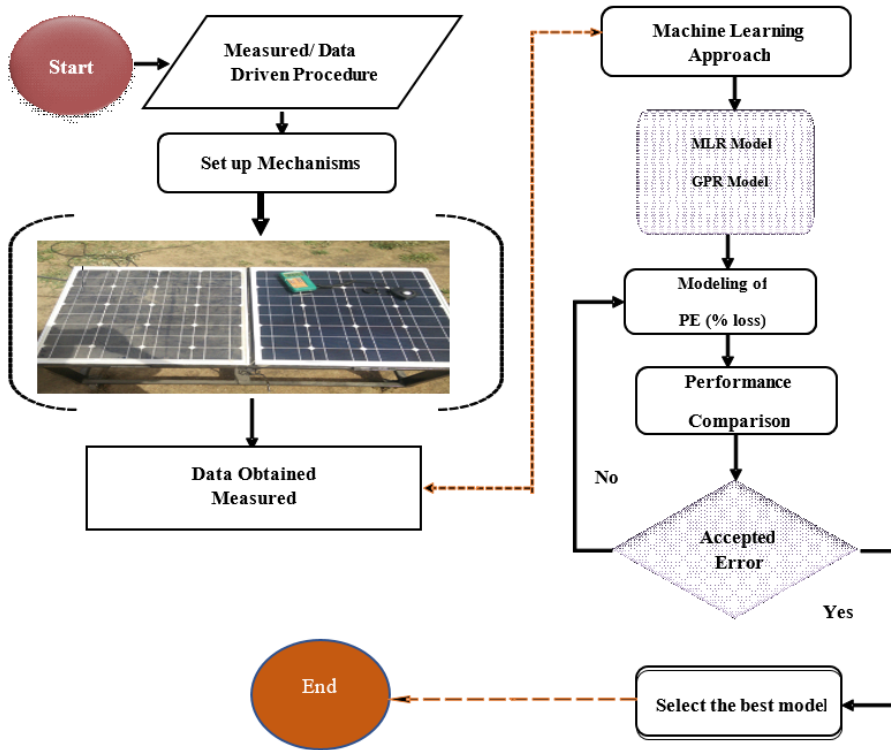 Start
Measured/ Data
Driven Procedure
Set up Mechanisms
Data Obtained
Measured
Machine Learning
Approach
MLR Model
GPR Model
Modeling of
PE (% loss)
Performance
Comparison
No
Accepted
Error
Yes
Select the best model
End